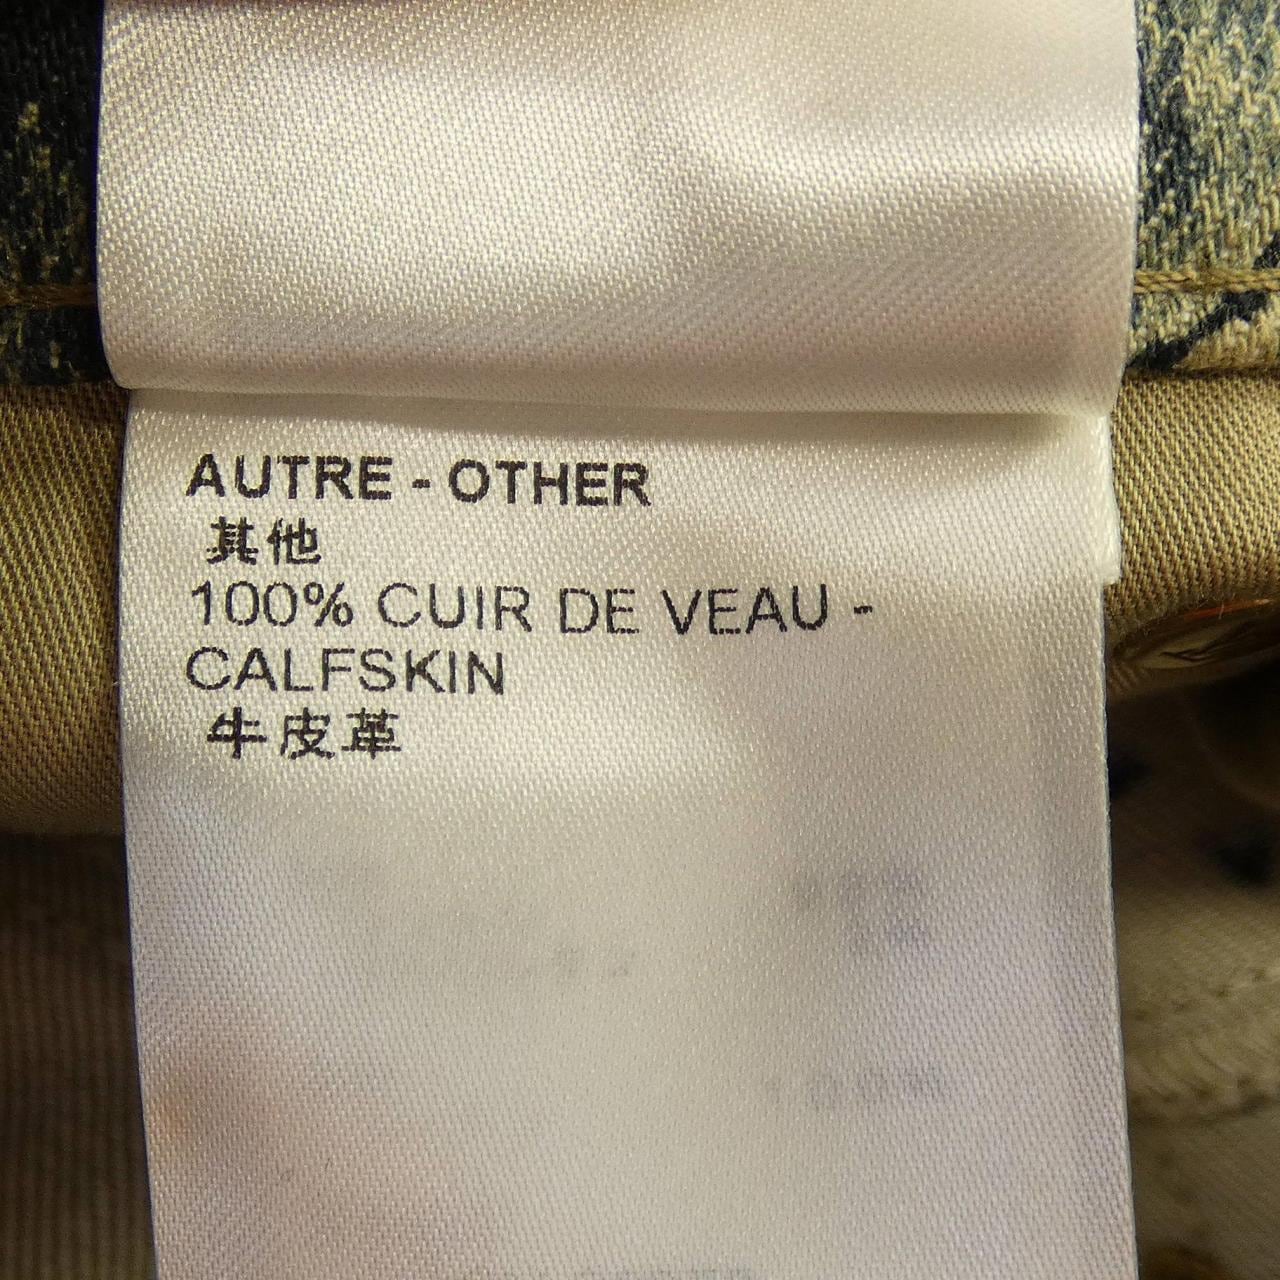 AUTRE - OTHER
其他
100% CUIR DE VEAU -
CALFSKIN
牛皮革